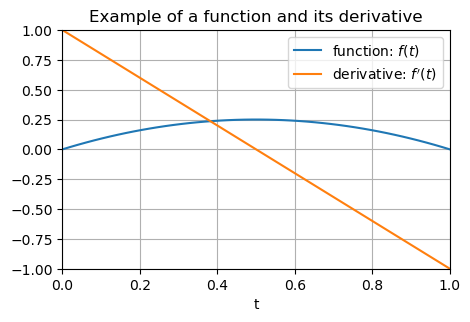 Example of a function and its derivative
1.00
0.75
0.50
0.25
0.00
−0.25
−0.50
−0.75
−1.00
function: f(t)
derivative: f′(t)
0.0 0.2 0.4 0.6 0.8 1.0
t